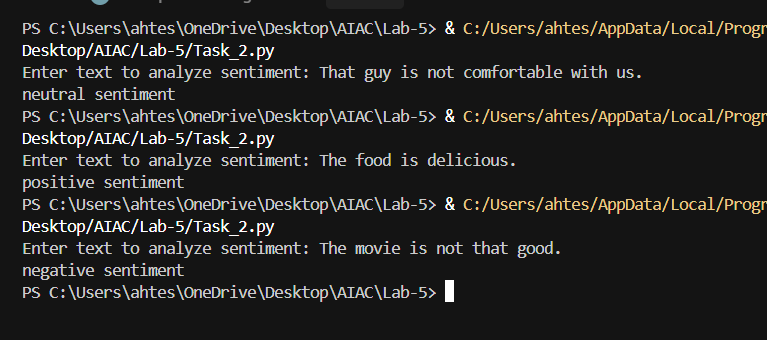 PS C:\Users\ahtes\OneDrive\Desktop\AIAC\Lab-5> & C:/Users/ahtes/AppData/Local/Progr
Desktop/AIAC/Lab-5/Task_2.py
Enter text to analyze sentiment: That guy is not comfortable with us.
neutral sentiment
PS C:\Users\ahtes\OneDrive\Desktop\AIAC\Lab-5> & C:/Users/ahtes/AppData/Local/Progr
Desktop/AIAC/Lab-5/Task_2.py
Enter text to analyze sentiment: The food is delicious.
positive sentiment
PS C:\Users\ahtes\OneDrive\Desktop\AIAC\Lab-5> & C:/Users/ahtes/AppData/Local/Progr
Desktop/AIAC/Lab-5/Task_2.py
Enter text to analyze sentiment: The movie is not that good.
negative sentiment
PS C:\Users\ahtes\OneDrive\Desktop\AIAC\Lab-5>